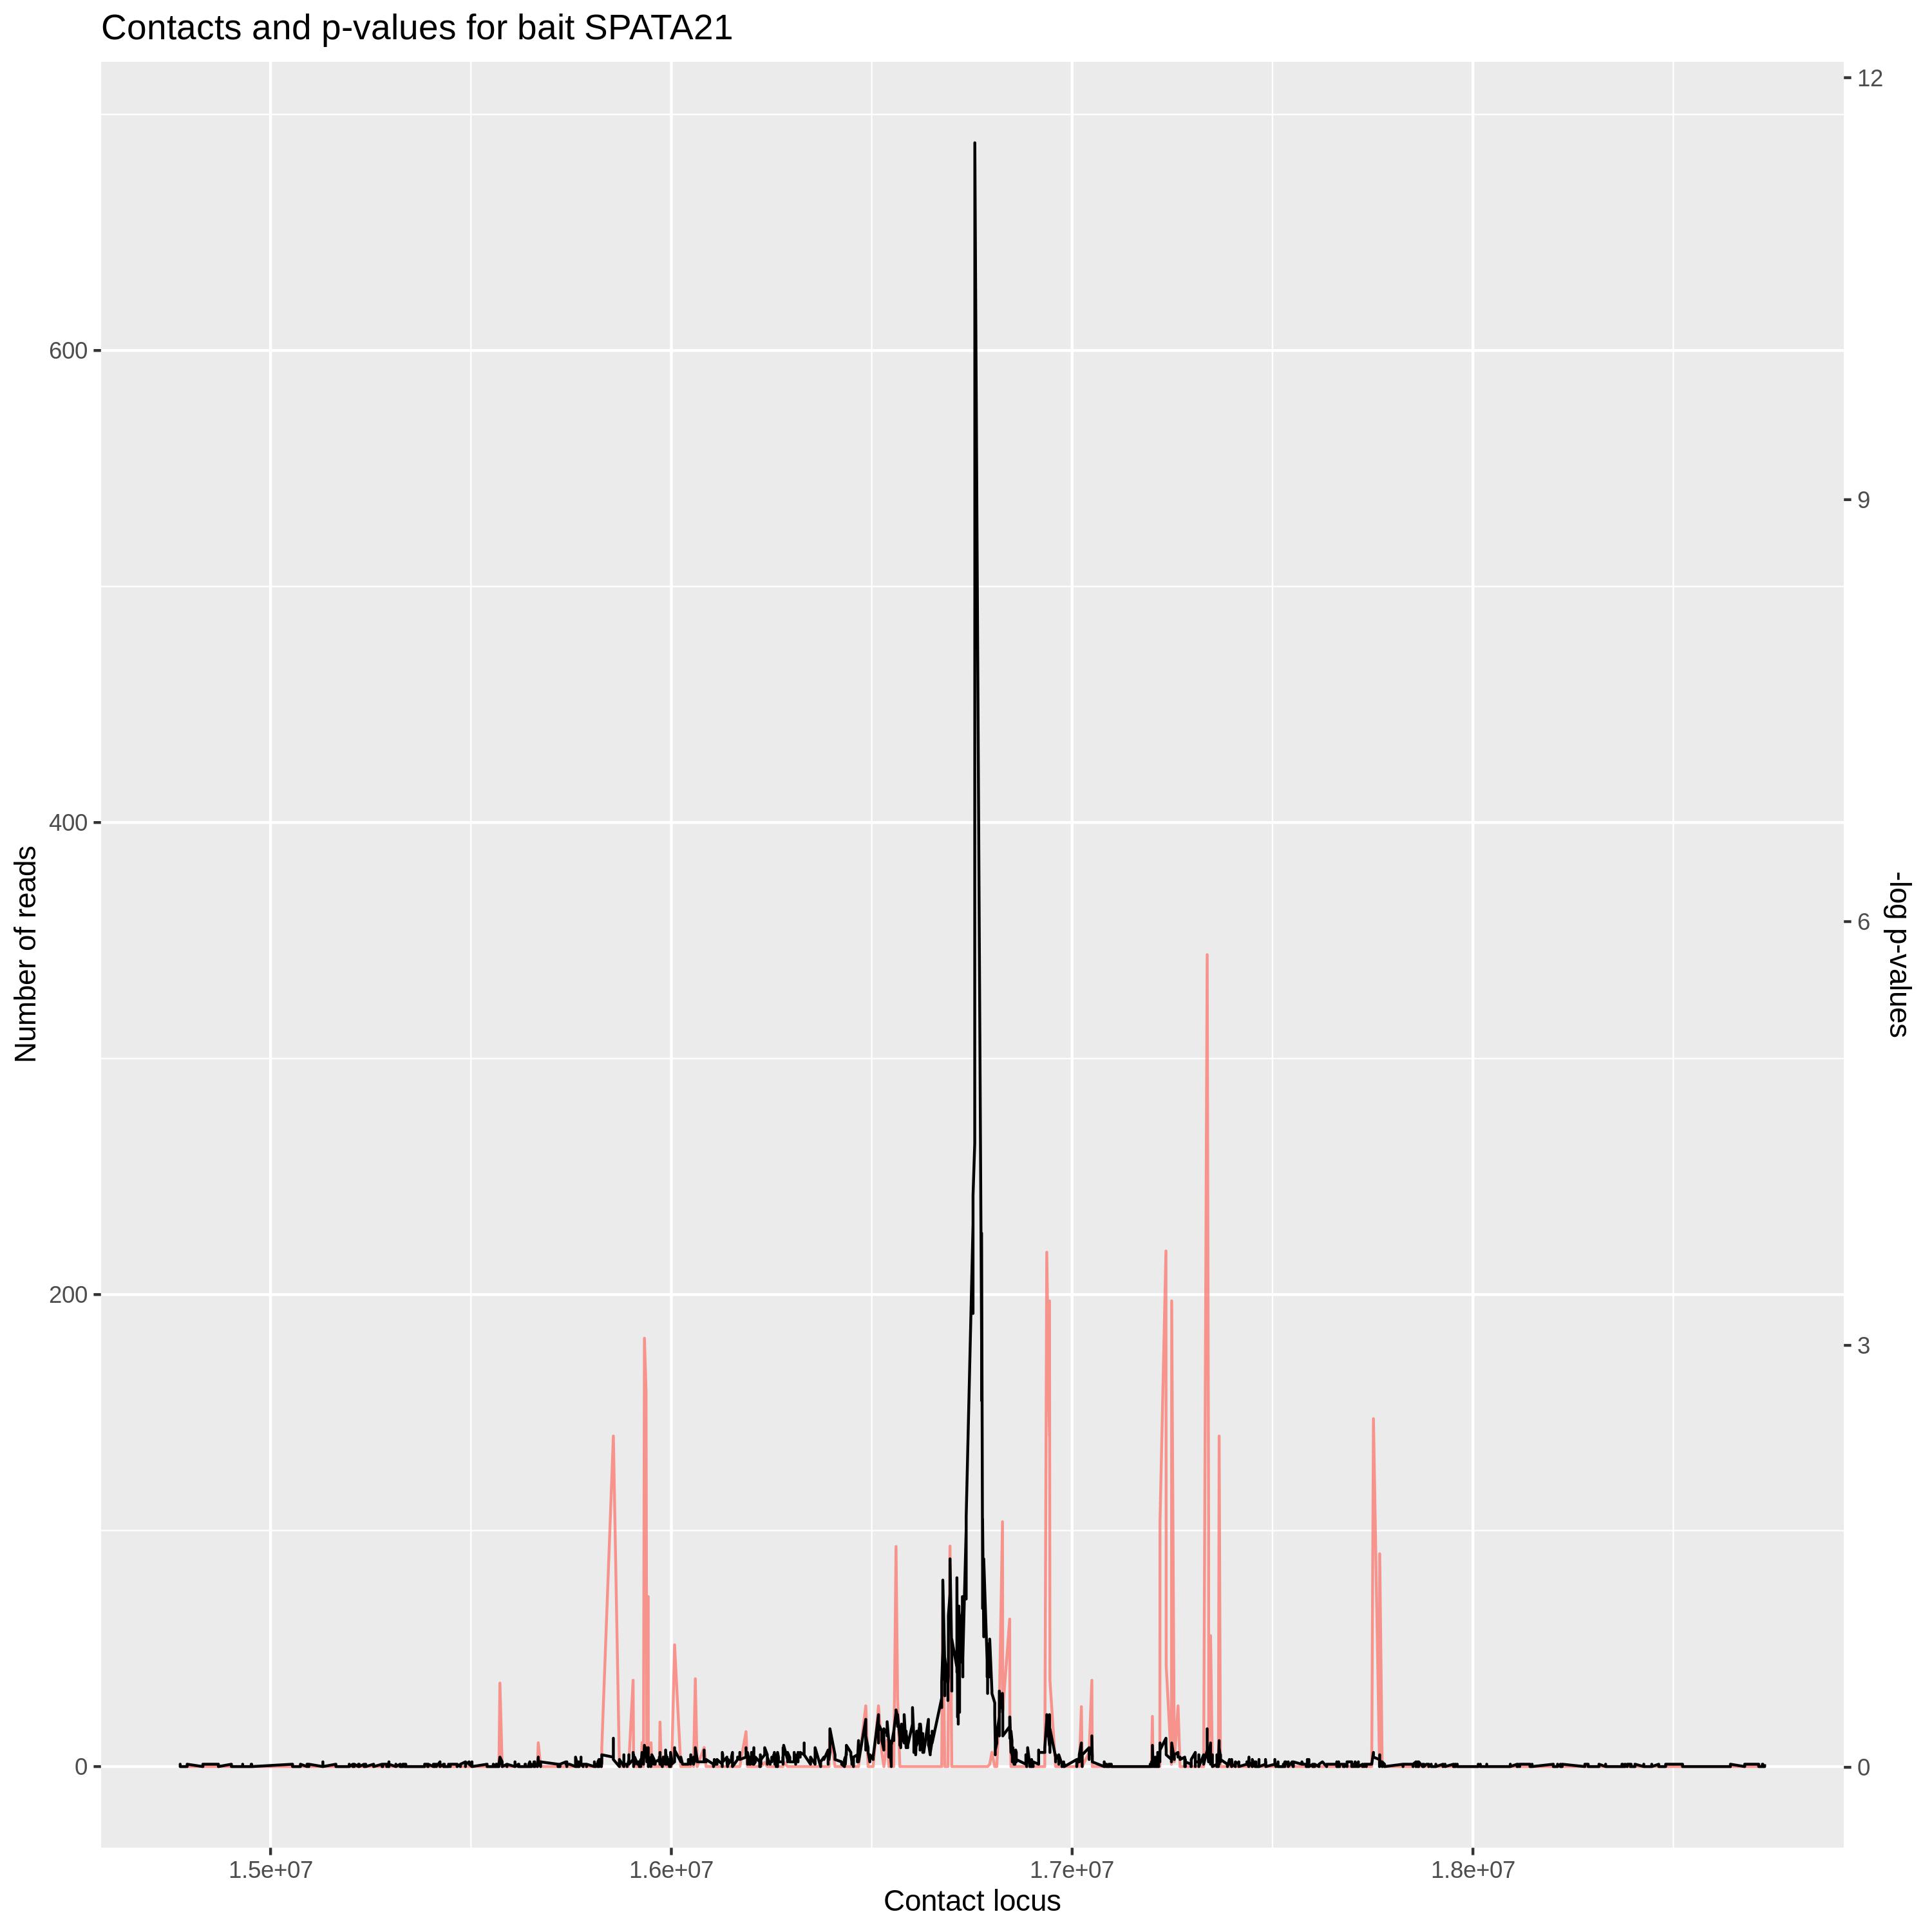 Contacts and p-values for bait SPATA21
12
9
6
3
0
600
400
200
0
Number of reads
-log p-values
1.5e+07
1.6e+07
1.7e+07
1.8e+07
Contact locus